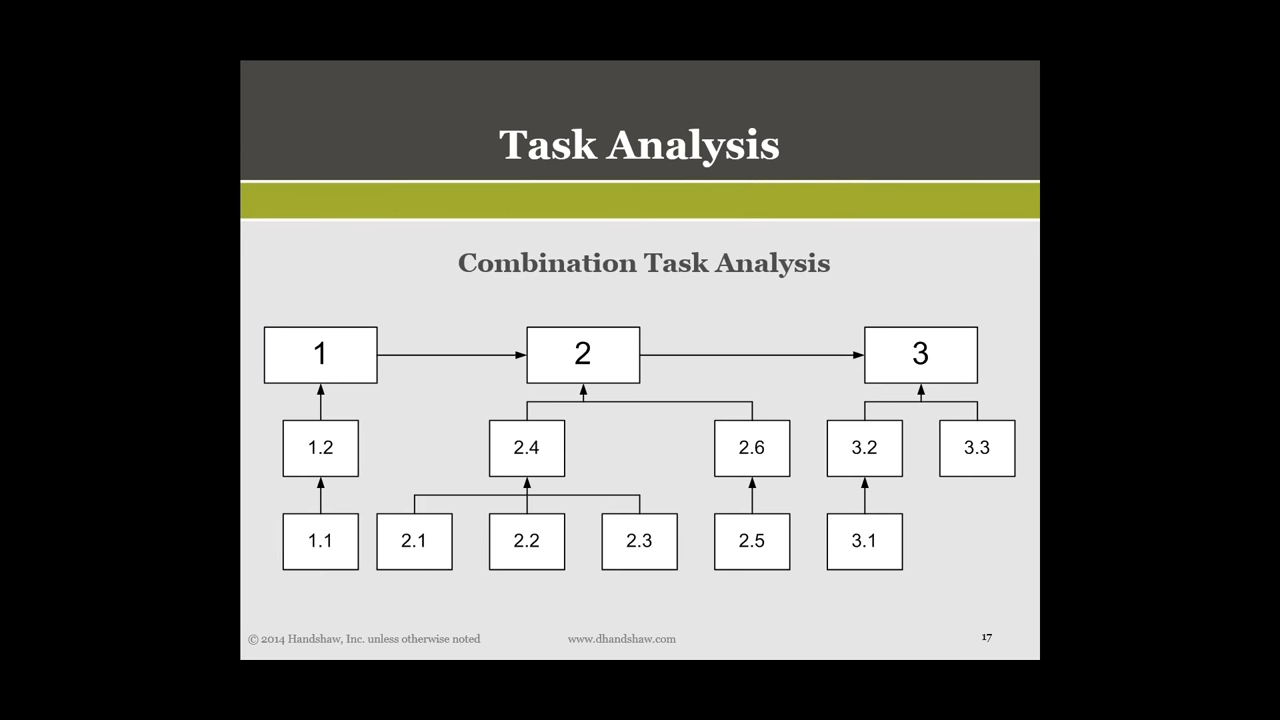 Task Analysis
Combination Task Analysis
1 2 3
1.2 2.4 2.6 3.2 3.3
1.1 2.1 2.2 2.3 2.5 3.1
© 2014 Handshaw, Inc. unless otherwise noted www.dhandshaw.com 17